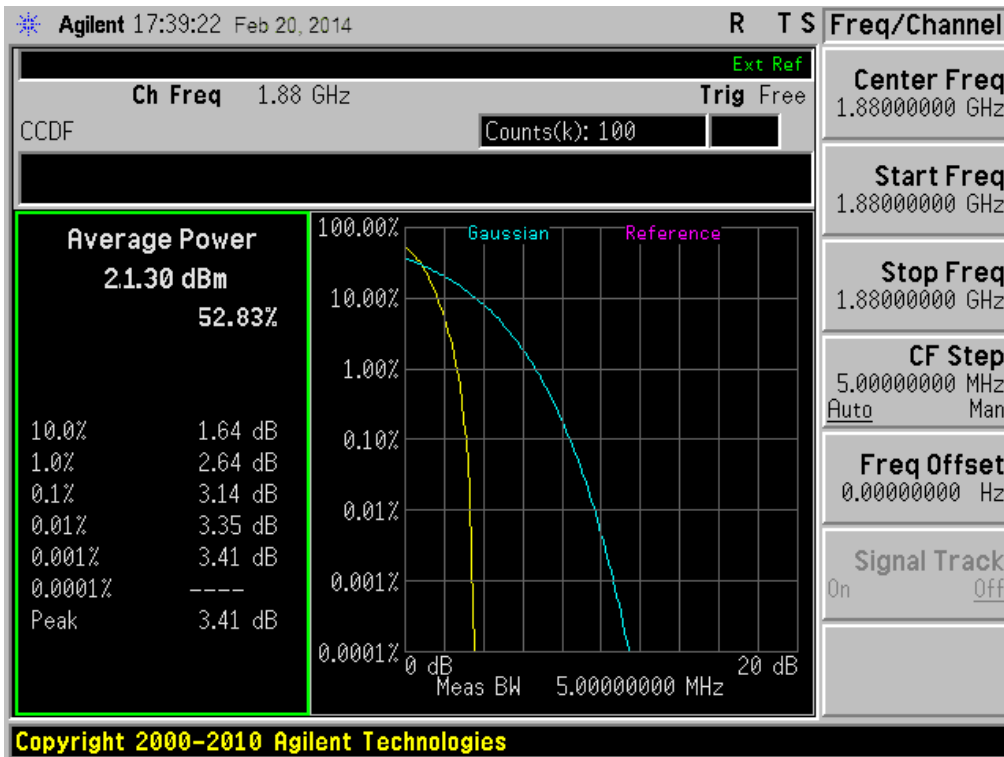 Agilent 17:39:22 Feb 20, 2014 R T S
Freq/Channel
Ext Ref
Ch Freq 1.88 GHz Trig Free
CCDF Counts(k): 100
Average Power
21.30 dBm
52.83%
10.0% 1.64 dB
1.0% 2.64 dB
0.1% 3.14 dB
0.01% 3.35 dB
0.001% 3.41 dB
0.0001% ----
Peak 3.41 dB
Gaussian Reference
100.00%
10.00%
1.00%
0.10%
0.01%
0.001%
0.0001%
0 dB 20 dB
Meas BW 5.00000000 MHz
Center Freq
1.88000000 GHz
Start Freq
1.88000000 GHz
Stop Freq
1.88000000 GHz
CF Step
5.00000000 MHz
Auto Man
Freq Offset
0.00000000 Hz
Signal Track
On Off
Copyright 2000-2010 Agilent Technologies